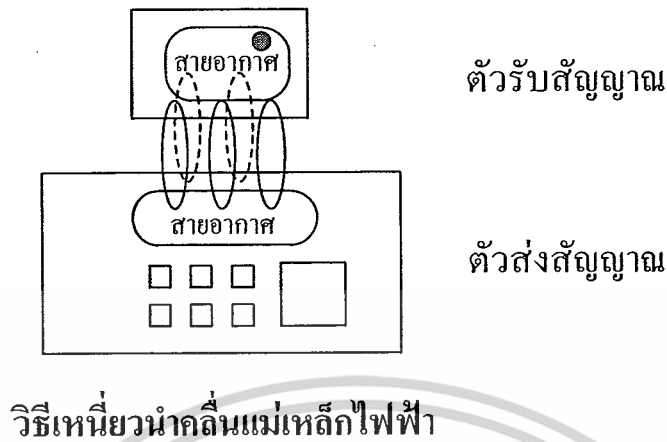 สายอากาศ
ตัวรับสัญญาณ
สายอากาศ
ตัวส่งสัญญาณ
วิธีเหนี่ยวนำคลื่นแม่เหล็กไฟฟ้า